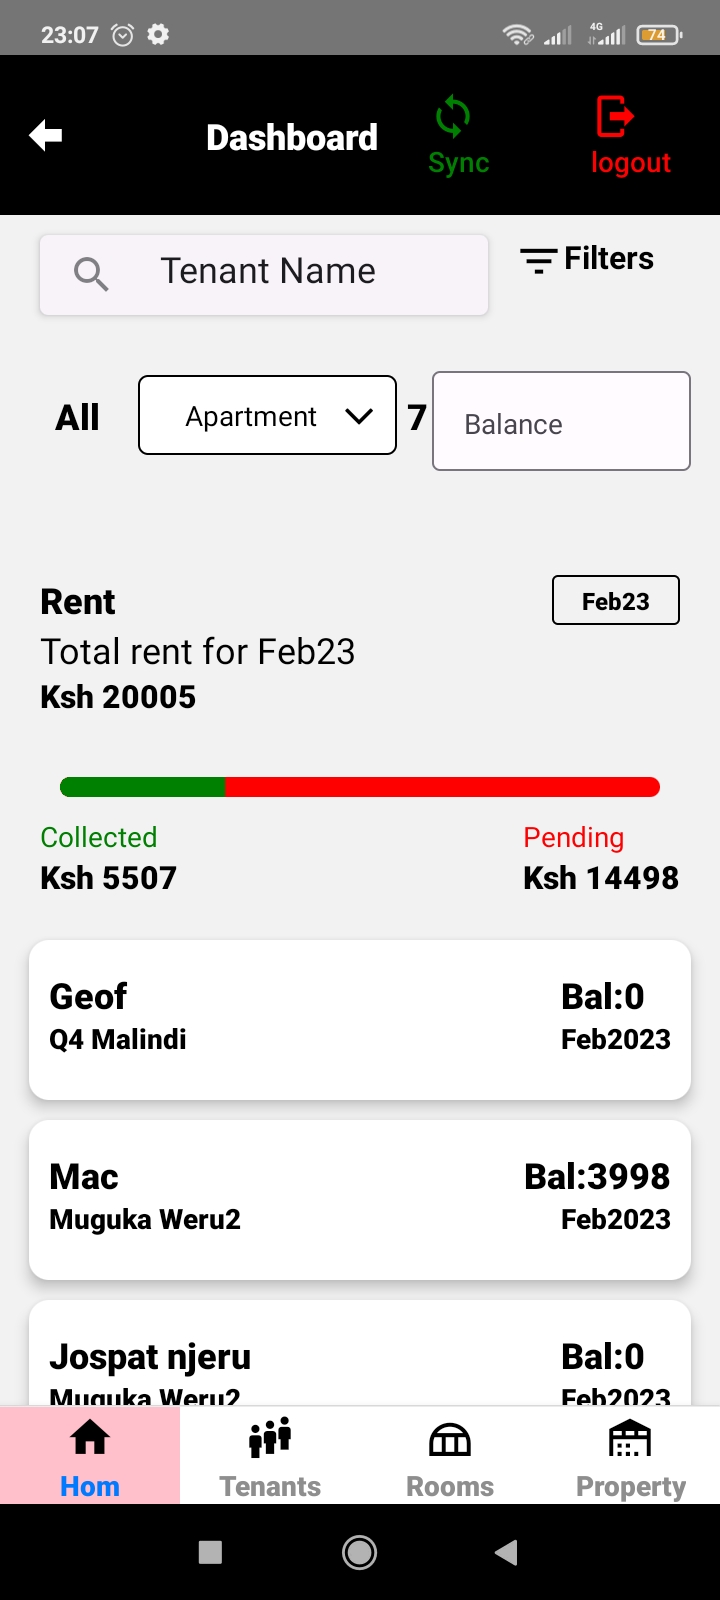 23:07
4G
74
Dashboard
Sync
logout
Tenant Name
Filters
All
Apartment
7
Balance
Rent
Feb23
Total rent for Feb23
Ksh 20005
Collected
Pending
Ksh 5507
Ksh 14498
Geof
Bal:0
Q4 Malindi
Feb2023
Mac
Bal:3998
Muguka Weru2
Feb2023
Jospat njeru
Bal:0
Muguka Weru2
Feb2023
Hom
Tenants
Rooms
Property